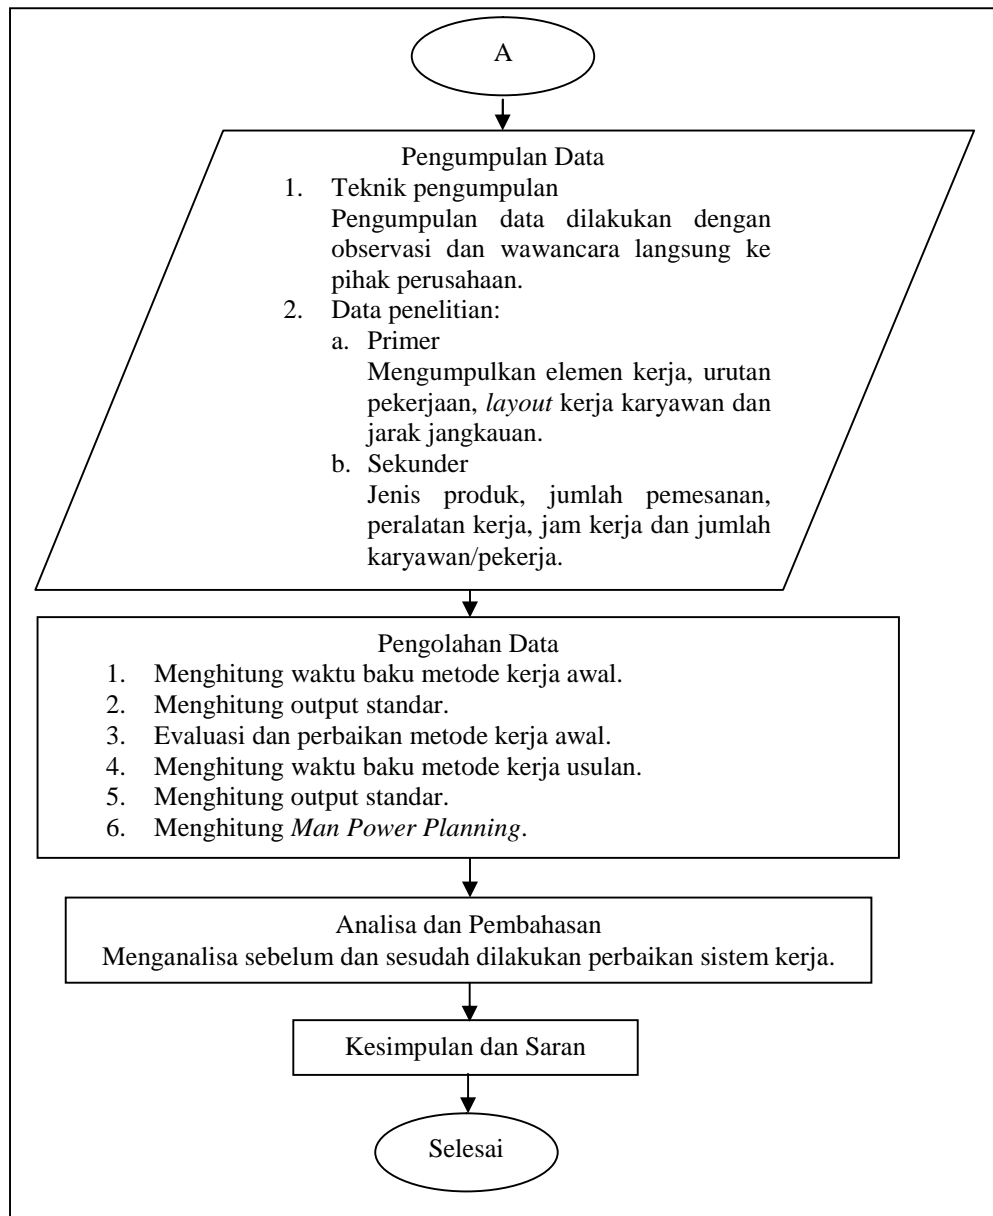 A
Pengumpulan Data
1. Teknik pengumpulan
Pengumpulan data dilakukan dengan
observasi dan wawancara langsung ke
pihak perusahaan.
2. Data penelitian:
a. Primer
Mengumpulkan elemen kerja, urutan
pekerjaan, layout kerja karyawan dan
jarak jangkauan.
b. Sekunder
Jenis produk, jumlah pemesanan,
peralatan kerja, jam kerja dan jumlah
karyawan/pekerja.
Pengolahan Data
1. Menghitung waktu baku metode kerja awal.
2. Menghitung output standar.
3. Evaluasi dan perbaikan metode kerja awal.
4. Menghitung waktu baku metode kerja usulan.
5. Menghitung output standar.
6. Menghitung Man Power Planning.
Analisa dan Pembahasan
Menganalisa sebelum dan sesudah dilakukan perbaikan sistem kerja.
Kesimpulan dan Saran
Selesai